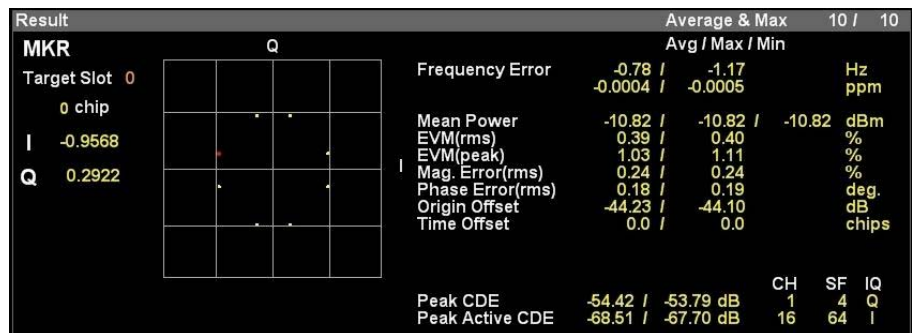 Result Average & Max 10 / 10
MKR
Target Slot 0
0 chip
I -0.9568
Q 0.2922
Q
I
Avg / Max / Min
Frequency Error -0.78 / -1.17 Hz
-0.0004 / -0.0005 ppm
Mean Power -10.82 / -10.82 / -10.82 dBm
EVM(rms) 0.39 / 0.40 %
EVM(peak) 1.03 / 1.11 %
Mag. Error(rms) 0.24 / 0.24 %
Phase Error(rms) 0.18 / 0.19 deg.
Origin Offset -44.23 / -44.10 dB
Time Offset 0.0 / 0.0 chips
CH SF IQ
Peak CDE -54.42 / -53.79 dB 1 4 Q
Peak Active CDE -68.51 / -67.70 dB 16 64 I